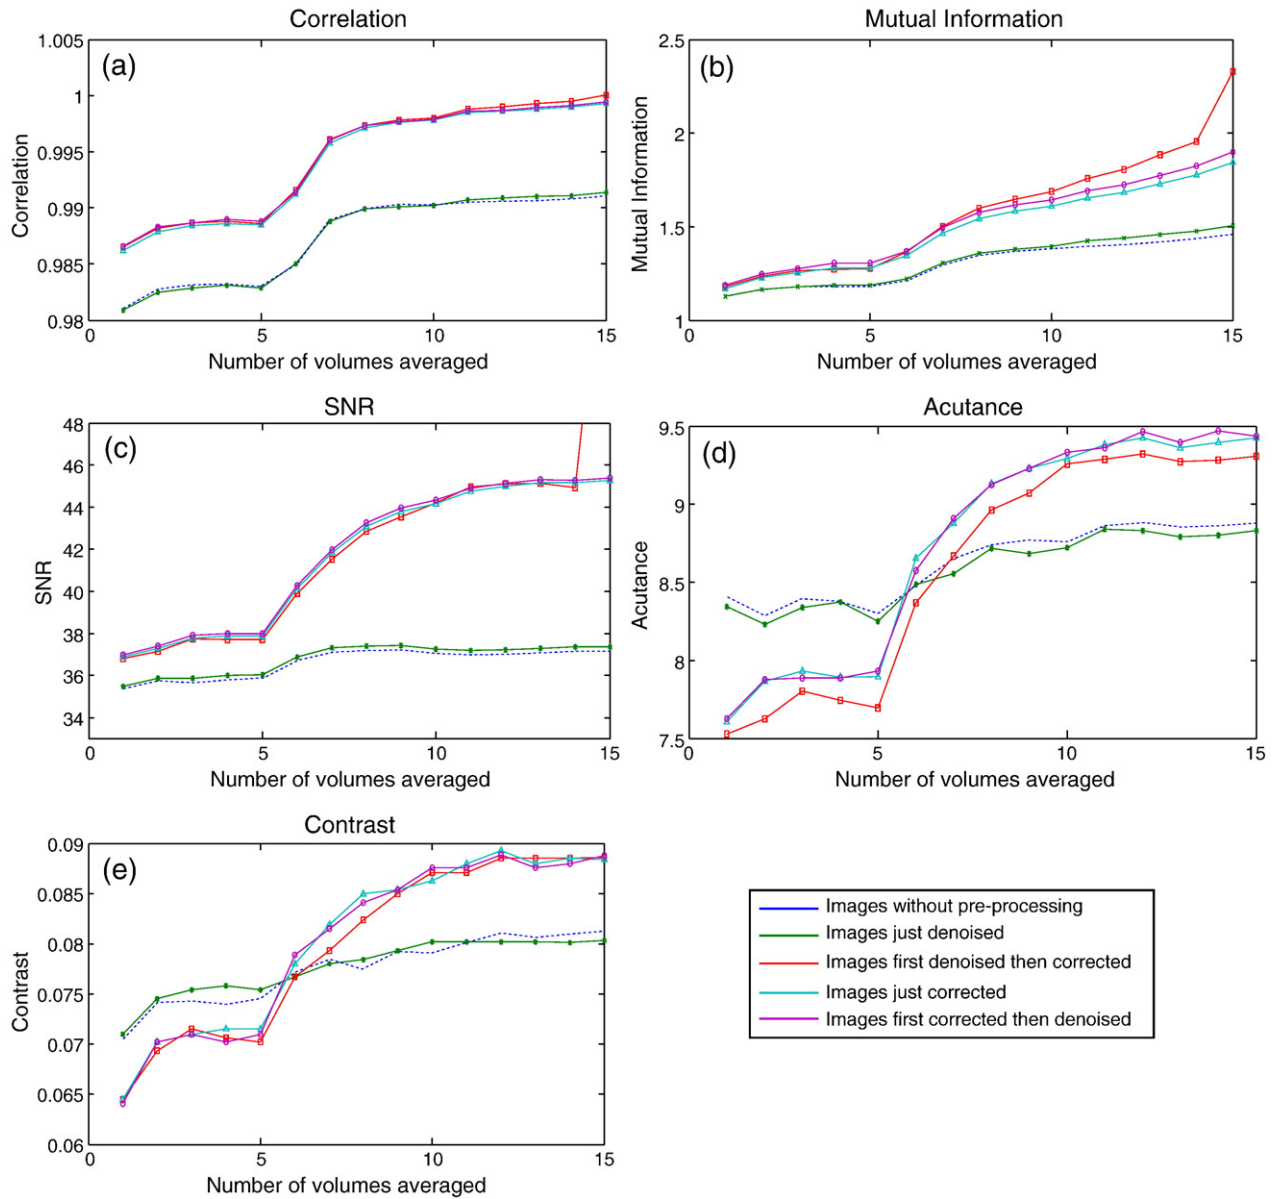 Correlation
(a)
1.005
1
0.995
0.99
0.985
0.98
0
5
10
15
Correlation
Number of volumes averaged
Mutual Information
(b)
2.5
2
1.5
1
0
5
10
15
Mutual Information
Number of volumes averaged
SNR
(c)
48
46
44
42
40
38
36
34
0
5
10
15
SNR
Number of volumes averaged
Acutance
(d)
9.5
9
8.5
8
7.5
0
5
10
15
Acutance
Number of volumes averaged
Contrast
(e)
0.09
0.085
0.08
0.075
0.07
0.065
0.06
0
5
10
15
Contrast
Number of volumes averaged
Images without pre-processing
Images just denoised
Images first denoised then corrected
Images just corrected
Images first corrected then denoised